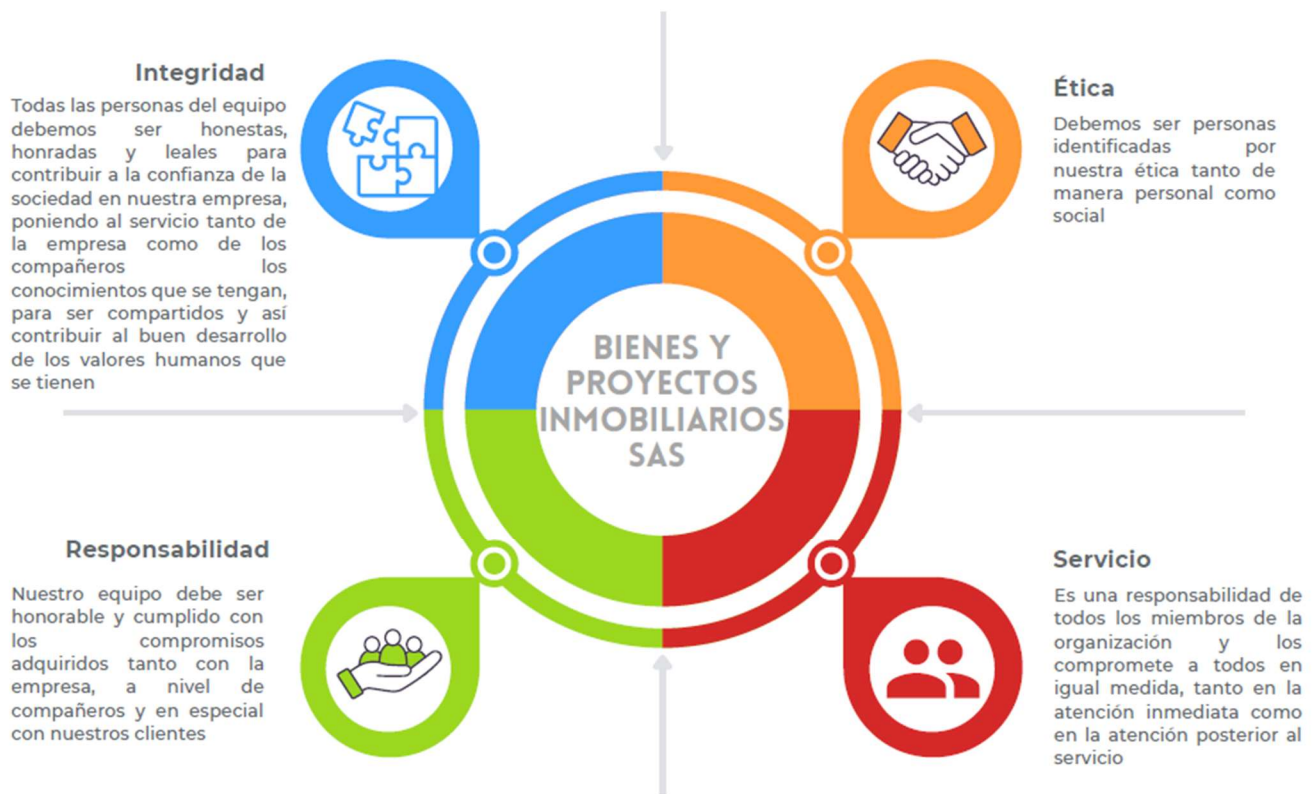 Integridad
Todas las personas del equipo
debemos ser honestas,
honradas y leales para
contribuir a la confianza de la
sociedad en nuestra empresa,
poniendo al servicio tanto de
la empresa como de los
compañeros los
conocimientos que se tengan,
para ser compartidos y así
contribuir al buen desarrollo
de los valores humanos que
se tienen
Ética
Debemos ser personas
identificadas por
nuestra ética tanto de
manera personal como
social
BIENES Y
PROYECTOS
INMOBILIARIOS
SAS
Responsabilidad
Nuestro equipo debe ser
honorable y cumplido con
los compromisos
adquiridos tanto con la
empresa, a nivel de
compañeros y en especial
con nuestros clientes
Servicio
Es una responsabilidad de
todos los miembros de la
organización y los
compromete a todos en
igual medida, tanto en la
atención inmediata como
en la atención posterior al
servicio